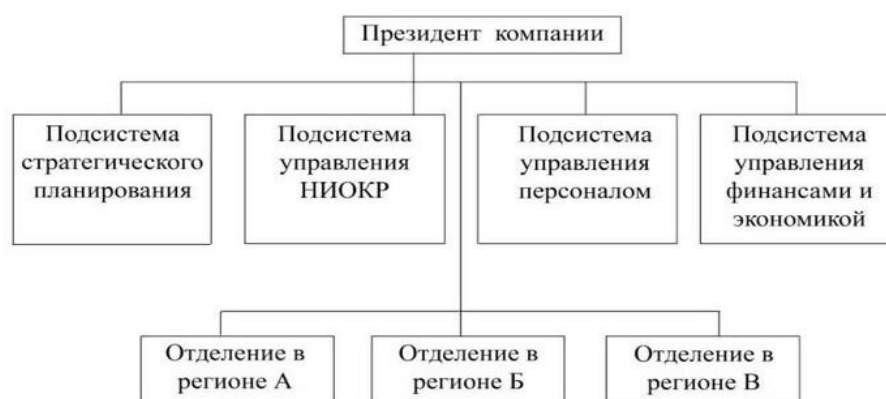 Президент компании
Подсистема
стратегического
планирования
Подсистема
управления
НИОКР
Подсистема
управления
персоналом
Подсистема
управления
финансами и
экономикой
Отделение в
регионе А
Отделение в
регионе Б
Отделение в
регионе В